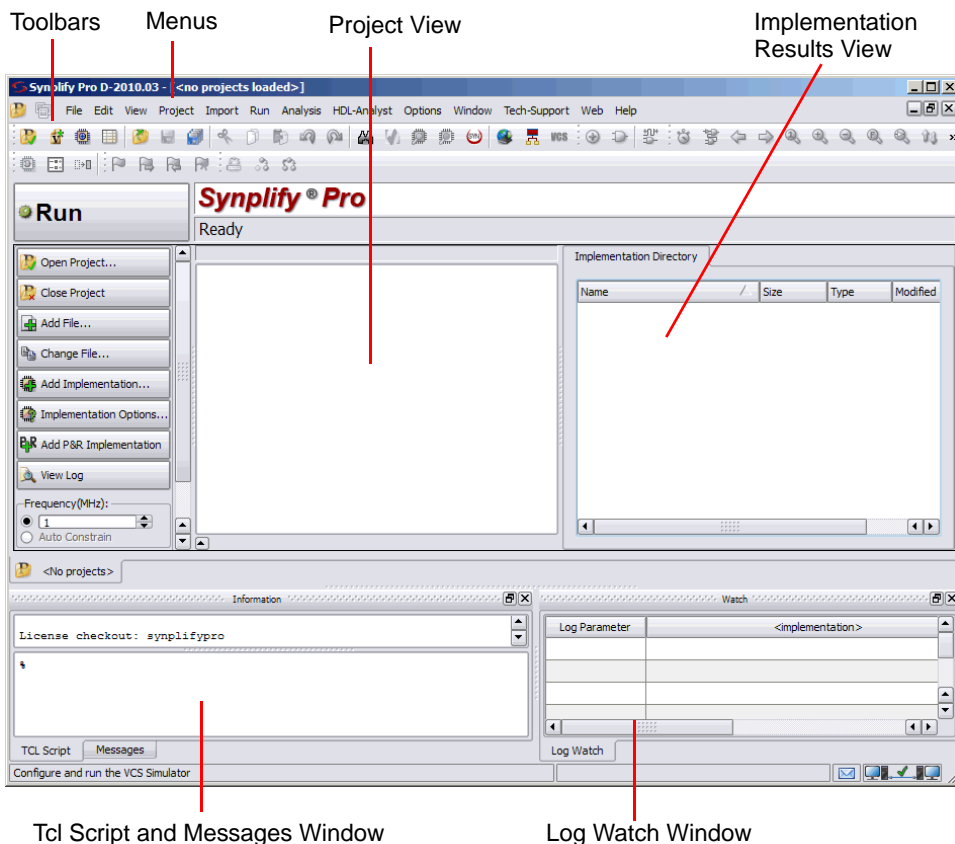 Toolbars Menus Project View Implementation
Results View
Synplify Pro D-2010.03 - [<no projects loaded>]
File Edit View Project Import Run Analysis HDL-Analyst Options Window Tech-Support Web Help
VCS
Run
Synplify ® Pro
Ready
Open Project...
Close Project
Add File...
Change File...
Add Implementation...
Implementation Options...
Add P&R Implementation
View Log
Frequency(MHz):
1
Auto Constrain
Implementation Directory
Name Size Type Modified
<No projects>
Information
License checkout: synplifypro
%
TCL Script Messages
Watch
Log Parameter <implementation>
Log Watch
Configure and run the VCS Simulator
Tcl Script and Messages Window Log Watch Window